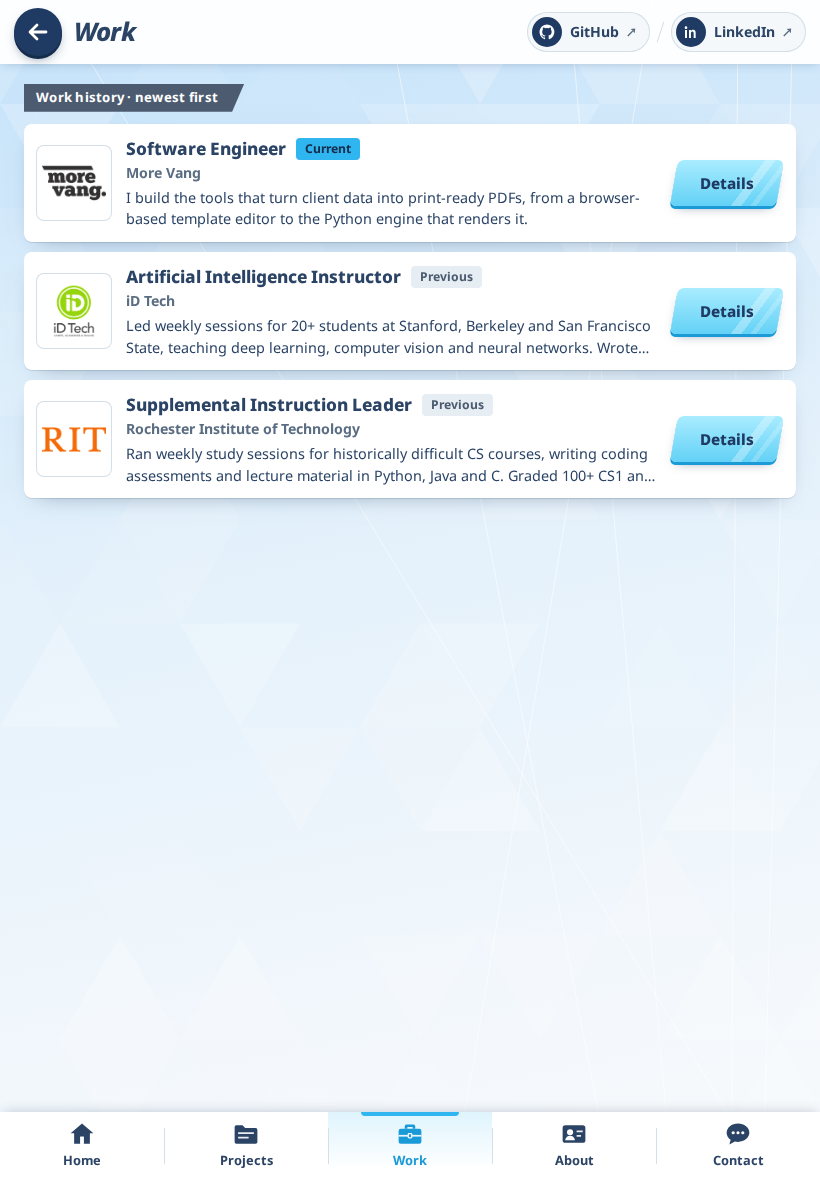 Work
GitHub ↗
LinkedIn ↗
Work history · newest first
more
vang.
Software Engineer Current
More Vang
I build the tools that turn client data into print-ready PDFs, from a browser-
based template editor to the Python engine that renders it.
Details
iD
iD Tech
Artificial Intelligence Instructor Previous
iD Tech
Led weekly sessions for 20+ students at Stanford, Berkeley and San Francisco
State, teaching deep learning, computer vision and neural networks. Wrote…
Details
RIT
Supplemental Instruction Leader Previous
Rochester Institute of Technology
Ran weekly study sessions for historically difficult CS courses, writing coding
assessments and lecture material in Python, Java and C. Graded 100+ CS1 an…
Details
Home
Projects
Work
About
Contact